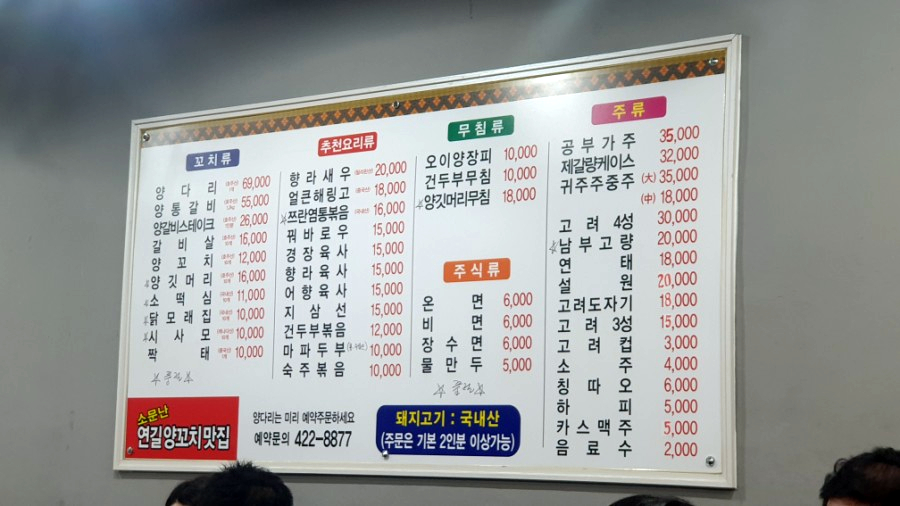 꼬치류
양다리 69,000
양통갈비 55,000
양갈비스테이크 26,000
갈비살 16,000
양꼬치 12,000
양깃머리 16,000
소떡심 11,000
닭모래집 10,000
시사모 10,000
짝태 10,000
추천요리류
향라새우 20,000
얼큰해링고 18,000
쯔란염통볶음 16,000
꿔바로우 15,000
경장육사 15,000
향라육사 15,000
어향육사 15,000
지삼선 15,000
건두부볶음 12,000
마파두부 10,000
숙주볶음 10,000
무침류
오이양장피 10,000
건두부무침 10,000
양깃머리무침 18,000
주식류
온면 6,000
비면 6,000
장수면 6,000
물만두 5,000
주류
공부가주 35,000
제갈량케이스 32,000
귀주주중주 (大) 35,000
(中) 18,000
고려4성 30,000
남부고량 20,000
연태 18,000
설원 20,000
고려도자기 18,000
고려3성 15,000
고려컵 3,000
소주 4,000
칭따오 6,000
하피 5,000
카스맥주 5,000
음료수 2,000
소문난
연길양꼬치맛집
양다리는 미리 예약주문하세요
예약문의 422-8877
돼지고기 : 국내산
(주문은 기본 2인분 이상가능)